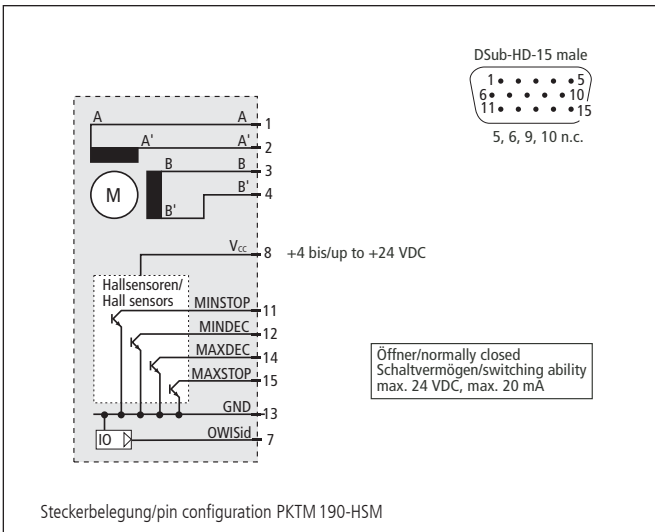 DSub-HD-15 male
1 5
6 10
11 15
5, 6, 9, 10 n.c.
A A 1
A' A' 2
B B 3
M
B' B' 4
Vcc 8 +4 bis/up to +24 VDC
Hallsensoren/
Hall sensors
MINSTOP 11
MINDEC 12
MAXDEC 14
MAXSTOP 15
GND 13
IO OWISid 7
Öffner/normally closed
Schaltvermögen/switching ability
max. 24 VDC, max. 20 mA
Steckerbelegung/pin configuration PKTM 190-HSM